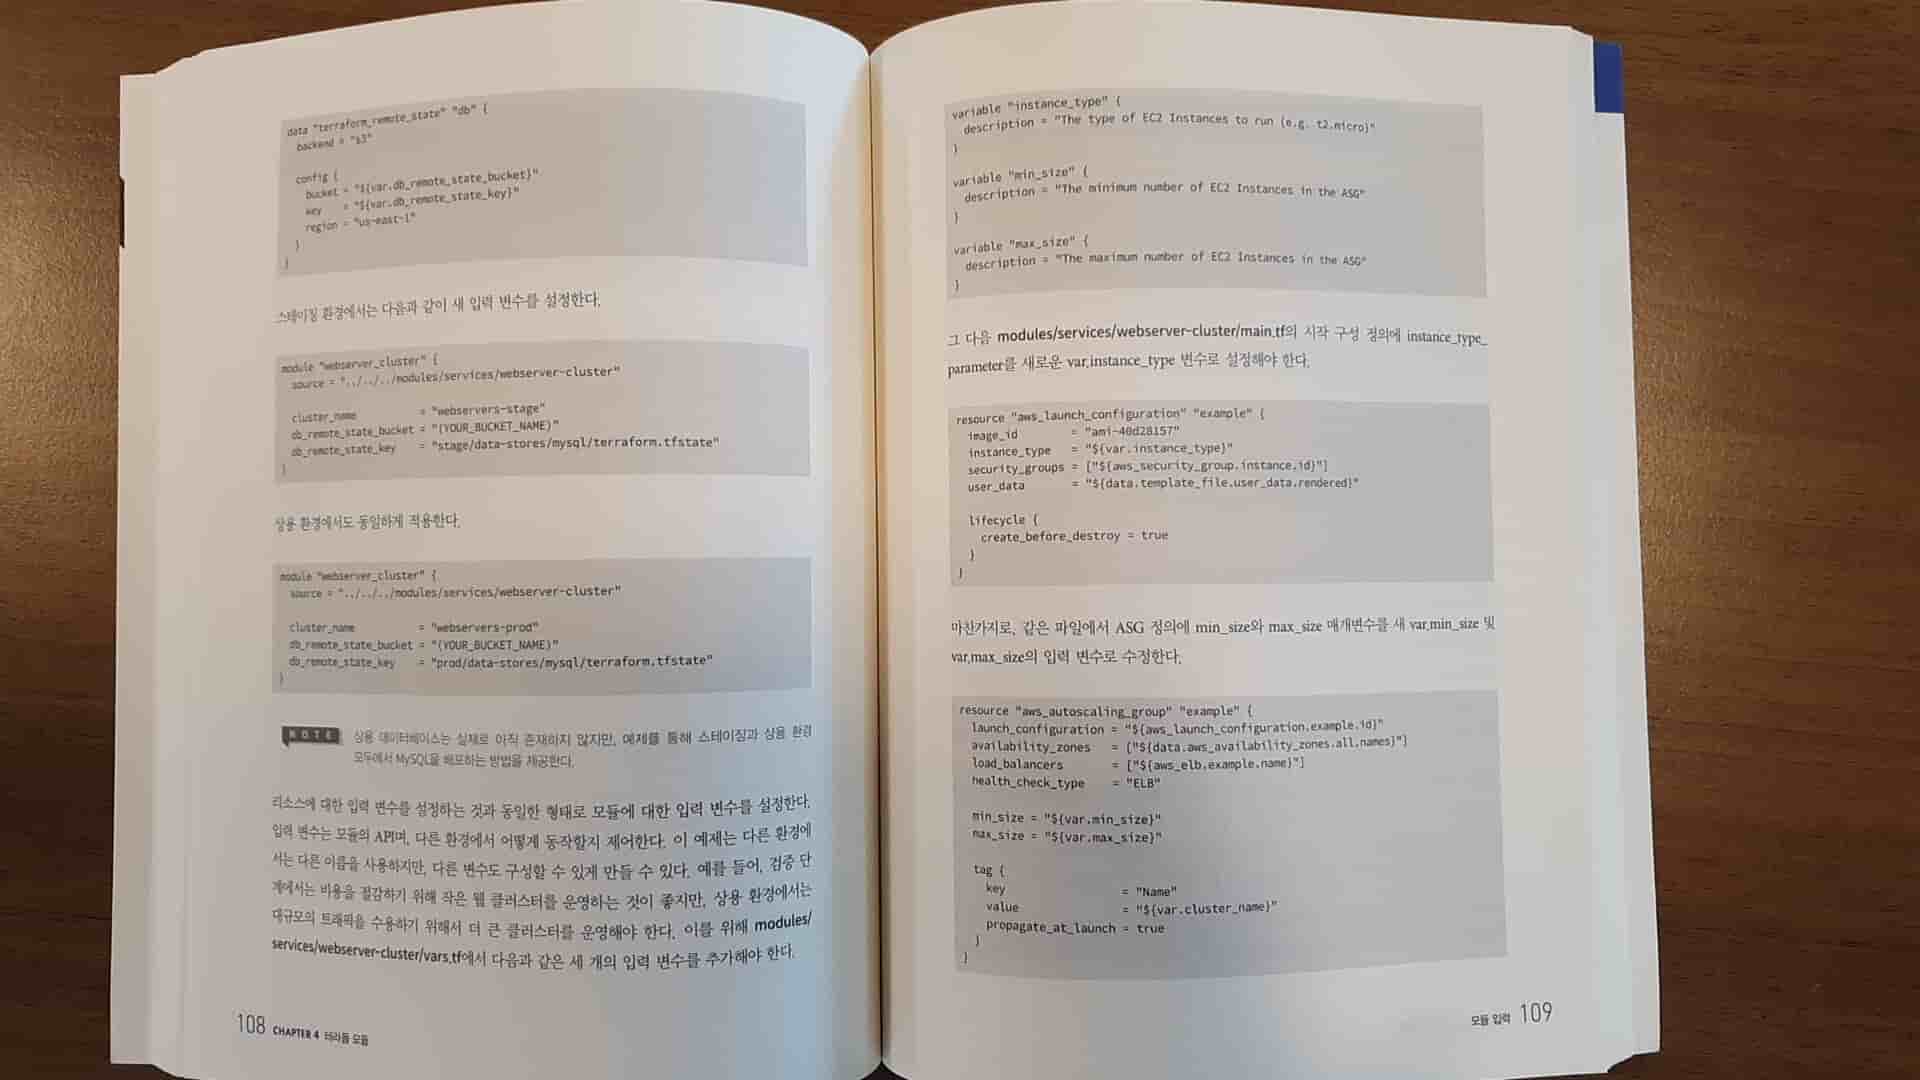 data "terraform_remote_state" "db" {
backend = "s3"
config {
bucket = "${var.db_remote_state_bucket}"
key = "${var.db_remote_state_key}"
region = "us-east-1"
}
}
스테이징 환경에서는 다음과 같이 새 입력 변수를 설정한다.
module "webserver_cluster" {
source = "../../../modules/services/webserver-cluster"
cluster_name = "webservers-stage"
db_remote_state_bucket = "(YOUR_BUCKET_NAME)"
db_remote_state_key = "stage/data-stores/mysql/terraform.tfstate"
}
상용 환경에서도 동일하게 적용한다.
module "webserver_cluster" {
source = "../../../modules/services/webserver-cluster"
cluster_name = "webservers-prod"
db_remote_state_bucket = "(YOUR_BUCKET_NAME)"
db_remote_state_key = "prod/data-stores/mysql/terraform.tfstate"
}
NOTE 상용 데이터베이스는 실제로 아직 존재하지 않지만, 예제를 통해 스테이징과 상용 환경
모두에서 MySQL을 배포하는 방법을 제공한다.
리소스에 대한 입력 변수를 설정하는 것과 동일한 형태로 모듈에 대한 입력 변수를 설정한다.
입력 변수는 모듈의 API며, 다른 환경에서 어떻게 동작할지 제어한다. 이 예제는 다른 환경에
서는 다른 이름을 사용하지만, 다른 변수도 구성할 수 있게 만들 수 있다. 예를 들어, 검증 단
계에서는 비용을 절감하기 위해 작은 웹 클러스터를 운영하는 것이 좋지만, 상용 환경에서는
대규모의 트래픽을 수용하기 위해서 더 큰 클러스터를 운영해야 한다. 이를 위해 modules/
services/webserver-cluster/vars.tf에서 다음과 같은 세 개의 입력 변수를 추가해야 한다.
108 CHAPTER 4 테라폼 모듈
variable "instance_type" {
description = "The type of EC2 Instances to run (e.g. t2.micro)"
}
variable "min_size" {
description = "The minimum number of EC2 Instances in the ASG"
}
variable "max_size" {
description = "The maximum number of EC2 Instances in the ASG"
}
그 다음 modules/services/webserver-cluster/main.tf의 시작 구성 정의에 instance_type_
parameter를 새로운 var.instance_type 변수로 설정해야 한다.
resource "aws_launch_configuration" "example" {
image_id = "ami-40d28157"
instance_type = "${var.instance_type}"
security_groups = ["${aws_security_group.instance.id}"]
user_data = "${data.template_file.user_data.rendered}"
lifecycle {
create_before_destroy = true
}
}
마찬가지로, 같은 파일에서 ASG 정의에 min_size와 max_size 매개변수를 새 var.min_size 및
var.max_size의 입력 변수로 수정한다.
resource "aws_autoscaling_group" "example" {
launch_configuration = "${aws_launch_configuration.example.id}"
availability_zones = ["${data.aws_availability_zones.all.names}"]
load_balancers = ["${aws_elb.example.name}"]
health_check_type = "ELB"
min_size = "${var.min_size}"
max_size = "${var.max_size}"
tag {
key = "Name"
value = "${var.cluster_name}"
propagate_at_launch = true
}
}
모듈 입력 109